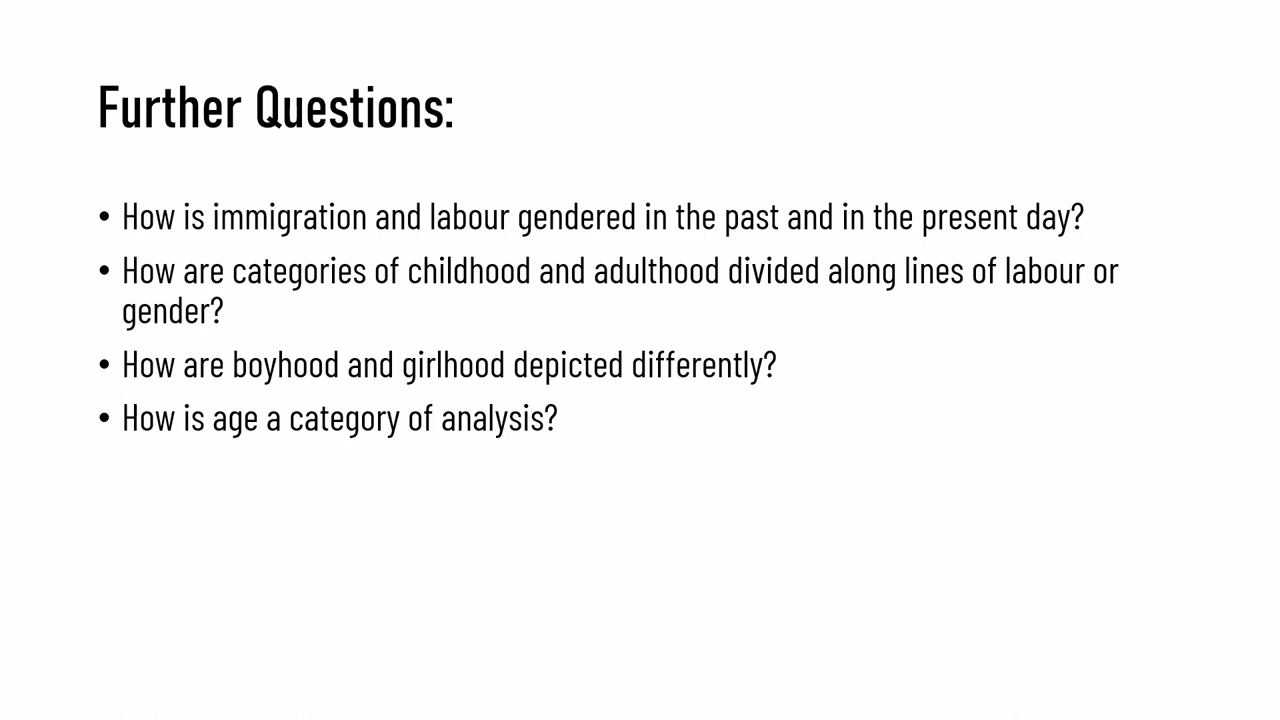 Further Questions:
• How is immigration and labour gendered in the past and in the present day?
• How are categories of childhood and adulthood divided along lines of labour or
gender?
• How are boyhood and girlhood depicted differently?
• How is age a category of analysis?